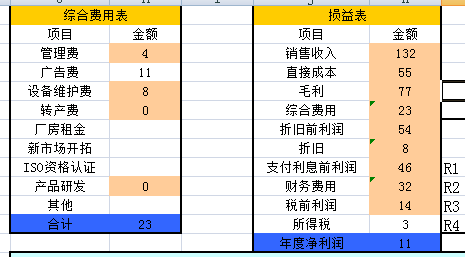 综合费用表
项目 金额
管理费 4
广告费 11
设备维护费 8
转产费 0
厂房租金
新市场开拓
ISO资格认证
产品研发 0
其他
合计 23
损益表
项目 金额
销售收入 132
直接成本 55
毛利 77
综合费用 23
折旧前利润 54
折旧 8
支付利息前利润 46
财务费用 32
税前利润 14
所得税 3
年度净利润 11
R1
R2
R3
R4